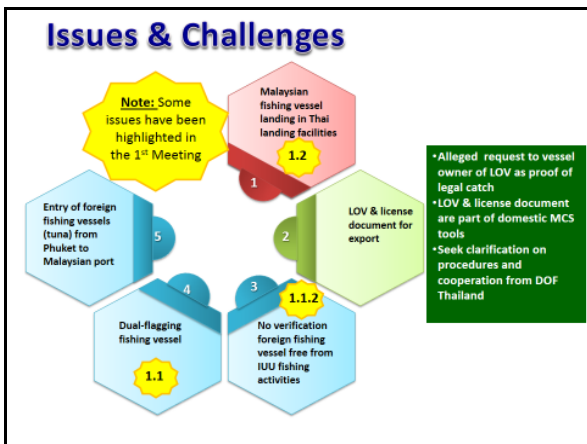 Issues & Challenges
Note: Some
issues have been
highlighted in
the 1st Meeting
Malaysian
fishing vessel
landing in Thai
landing facilities
1.2
1
LOV & license
document for
export
2
•Alleged request to vessel
owner of LOV as proof of
legal catch
•LOV & license document
are part of domestic MCS
tools
•Seek clarification on
procedures and
cooperation from DOF
Thailand
3
1.1.2
No verification
foreign fishing
vessel free from
IUU fishing
activities
4
Dual-flagging
fishing vessel
1.1
Entry of foreign
fishing vessels
(tuna) from
Phuket to
Malaysian port
5